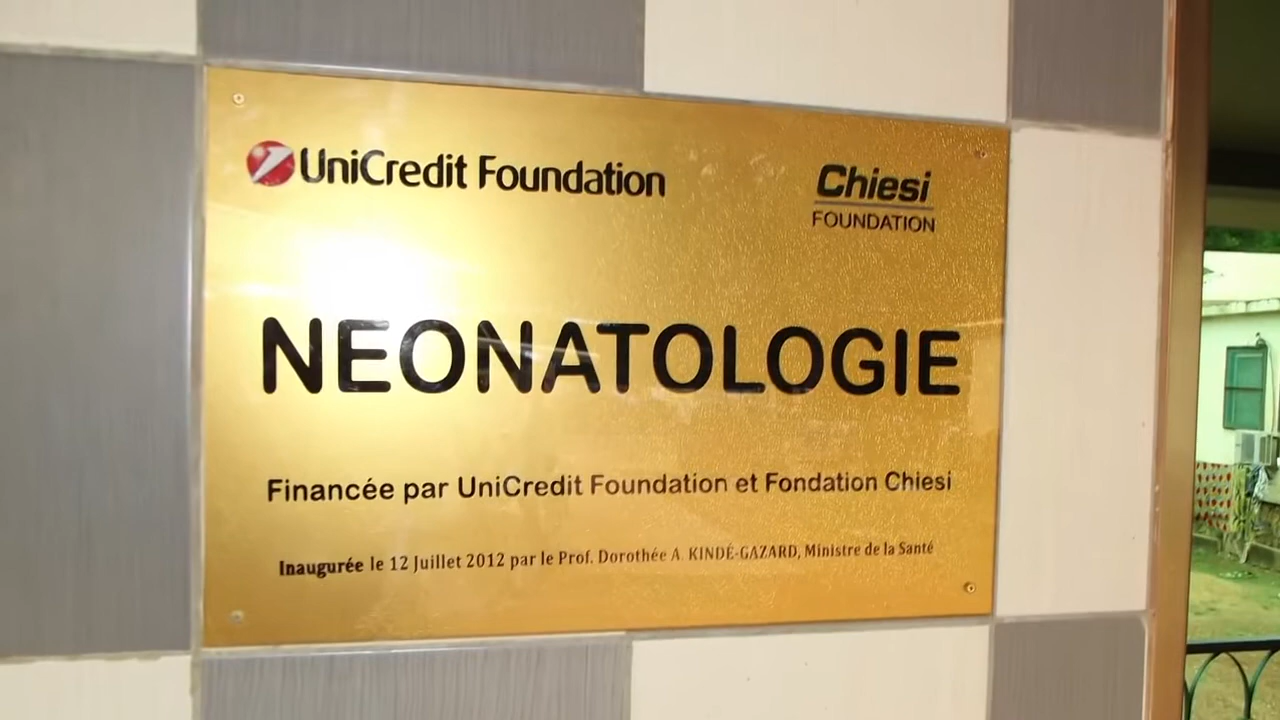 UniCredit Foundation
Chiesi
FOUNDATION
NEONATOLOGIE
Financée par UniCredit Foundation et Fondation Chiesi
Inaugurée le 12 Juillet 2012 par le Prof. Dorothée A. KINDÉ-GAZARD, Ministre de la Santé